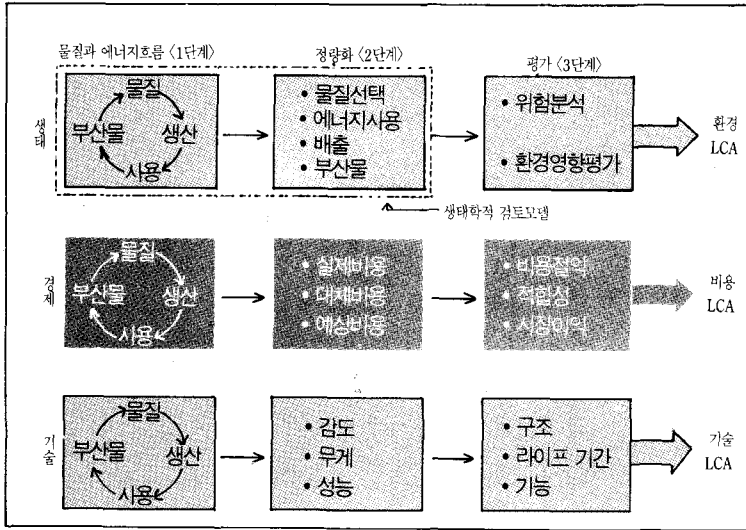 물질과 에너지흐름 〈1단계〉
정량화 〈2단계〉
평가 〈3단계〉
생태
물질
생산
사용
부산물
• 물질선택
• 에너지사용
• 배출
• 부산물
• 위험분석
• 환경영향평가
환경
LCA
생태학적 검토모델
경제
물질
생산
사용
부산물
• 실제비용
• 대체비용
• 예상비용
• 비용절약
• 적합성
• 시장이익
비용
LCA
기술
물질
생산
사용
부산물
• 감도
• 무게
• 성능
• 구조
• 라이프 기간
• 기능
기술
LCA